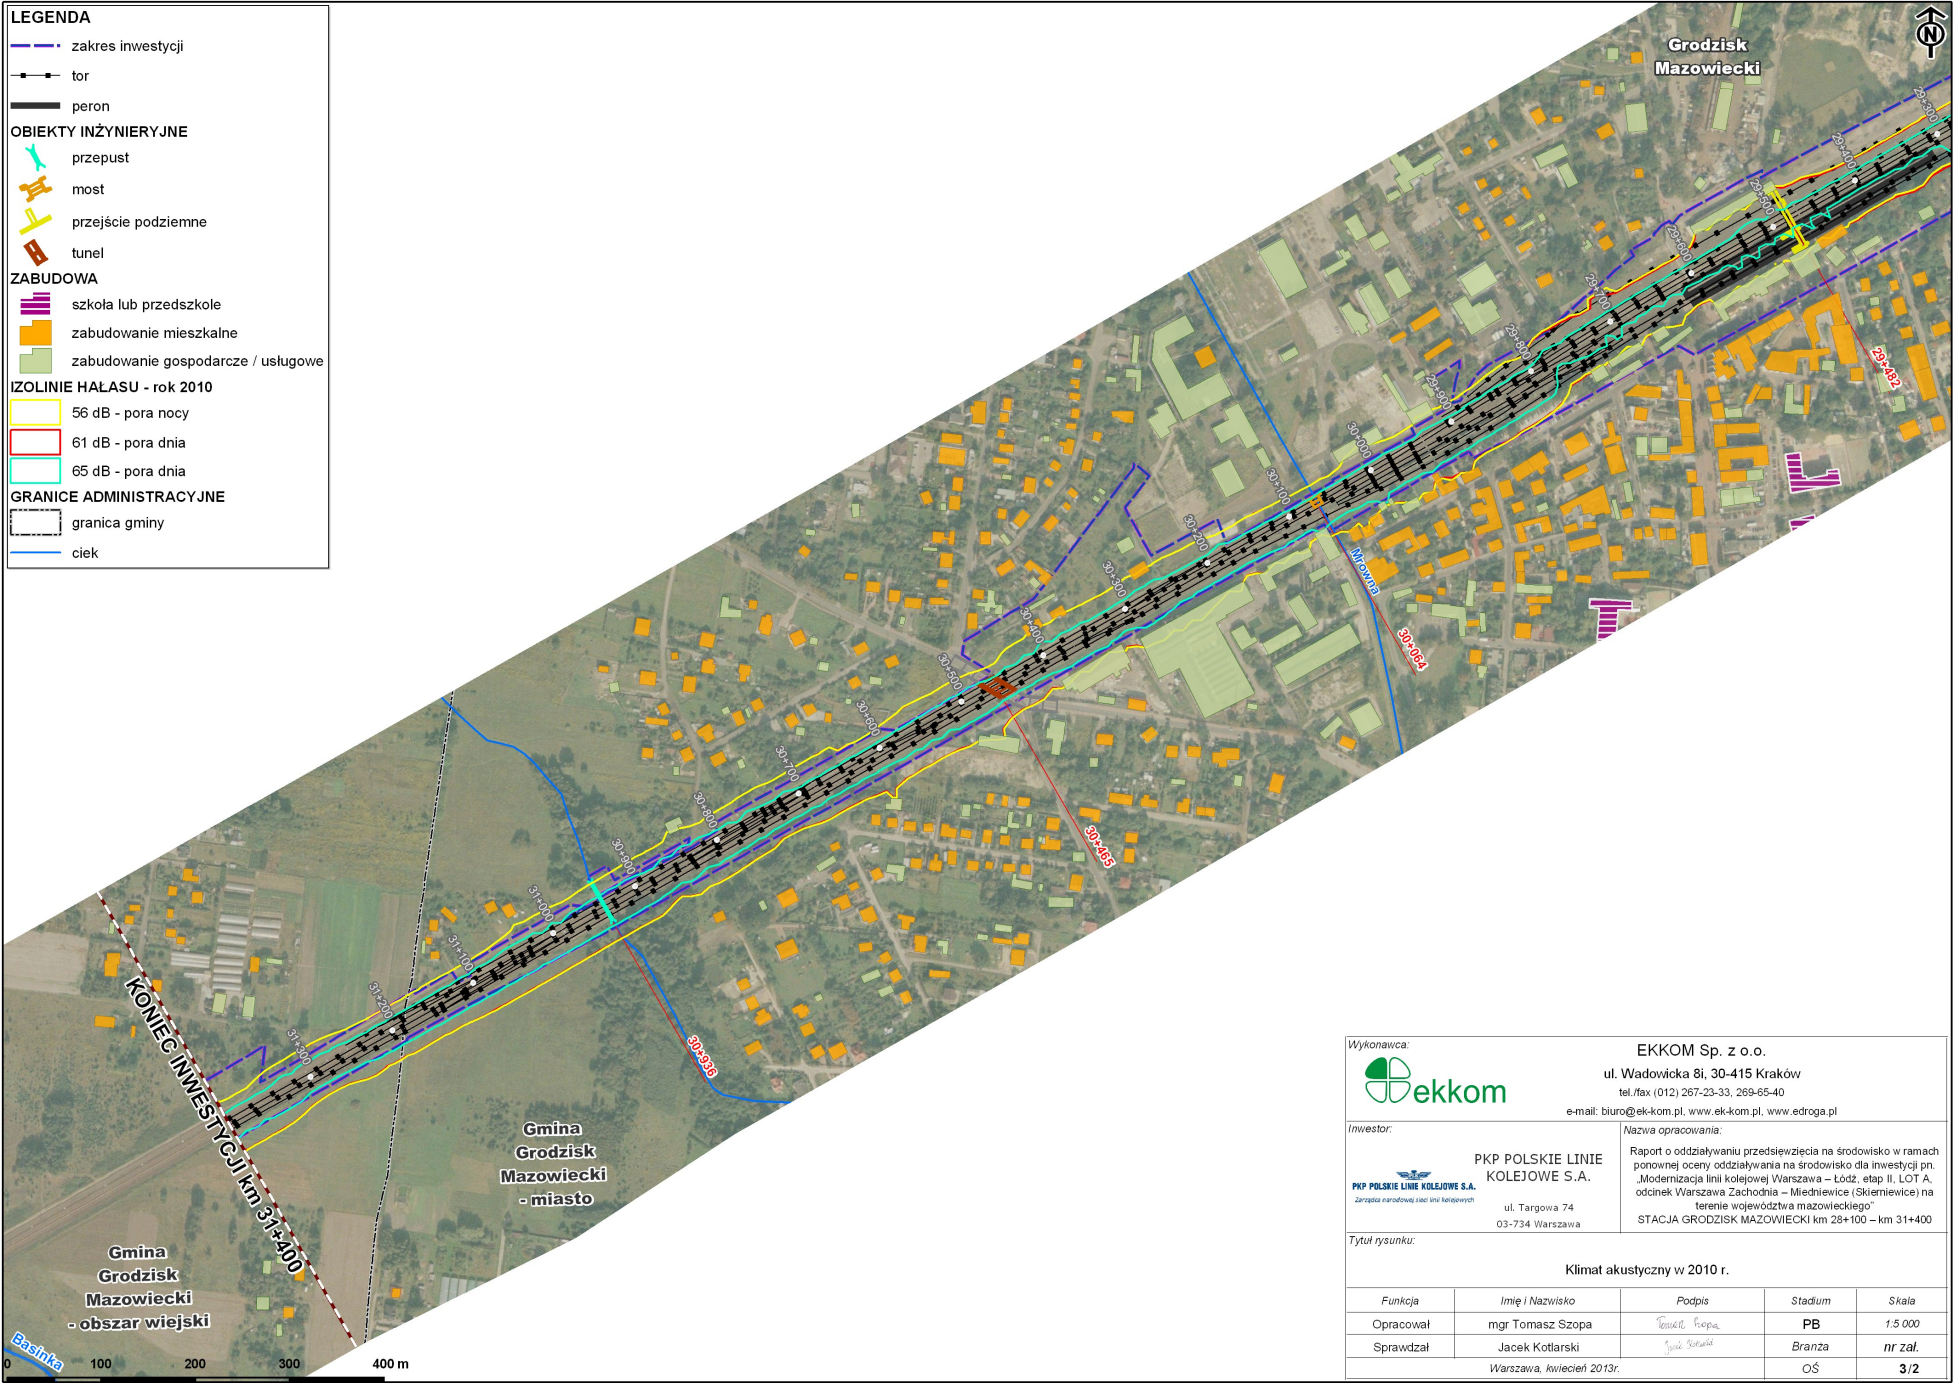 LEGENDA
zakres inwestycji
tor
peron
OBIEKTY INŻYNIERYJNE
przepust
most
przejście podziemne
tunel
ZABUDOWA
szkoła lub przedszkole
zabudowanie mieszkalne
zabudowanie gospodarcze / usługowe
IZOLINIE HAŁASU - rok 2010
56 dB - pora nocy
61 dB - pora dnia
65 dB - pora dnia
GRANICE ADMINISTRACYJNE
granica gminy
ciek
Grodzisk
Mazowiecki
N
29+300
29+400
29+500
29+600
29+700
29+800
29+900
30+000
30+100
30+200
30+300
30+400
30+500
30+600
30+700
30+800
30+900
31+000
31+100
31+200
31+300
29+482
30+064
30+465
30+936
Mrowna
KONIEC INWESTYCJI km 31+400
Gmina
Grodzisk
Mazowiecki
- miasto
Gmina
Grodzisk
Mazowiecki
- obszar wiejski
Basinka
0 100 200 300 400 m
Wykonawca:
ekkom
EKKOM Sp. z o.o.
ul. Wadowicka 8i, 30-415 Kraków
tel./fax (012) 267-23-33, 269-65-40
e-mail: biuro@ek-kom.pl, www.ek-kom.pl, www.edroga.pl
Inwestor:
PKP POLSKIE LINIE KOLEJOWE S.A.
Zarządca narodowej sieci linii kolejowych
PKP POLSKIE LINIE
KOLEJOWE S.A.
ul. Targowa 74
03-734 Warszawa
Nazwa opracowania:
Raport o oddziaływaniu przedsięwzięcia na środowisko w ramach
ponownej oceny oddziaływania na środowisko dla inwestycji pn.
„Modernizacja linii kolejowej Warszawa – Łódź, etap II, LOT A,
odcinek Warszawa Zachodnia – Miedniewice (Skierniewice) na
terenie województwa mazowieckiego"
STACJA GRODZISK MAZOWIECKI km 28+100 – km 31+400
Tytuł rysunku:
Klimat akustyczny w 2010 r.
Funkcja Imię i Nazwisko Podpis Stadium Skala
Opracował mgr Tomasz Szopa Tomasz Szopa PB 1:5 000
Sprawdzał Jacek Kotlarski Jacek Kotlarski Branża nr zał.
Warszawa, kwiecień 2013r. OŚ 3/2